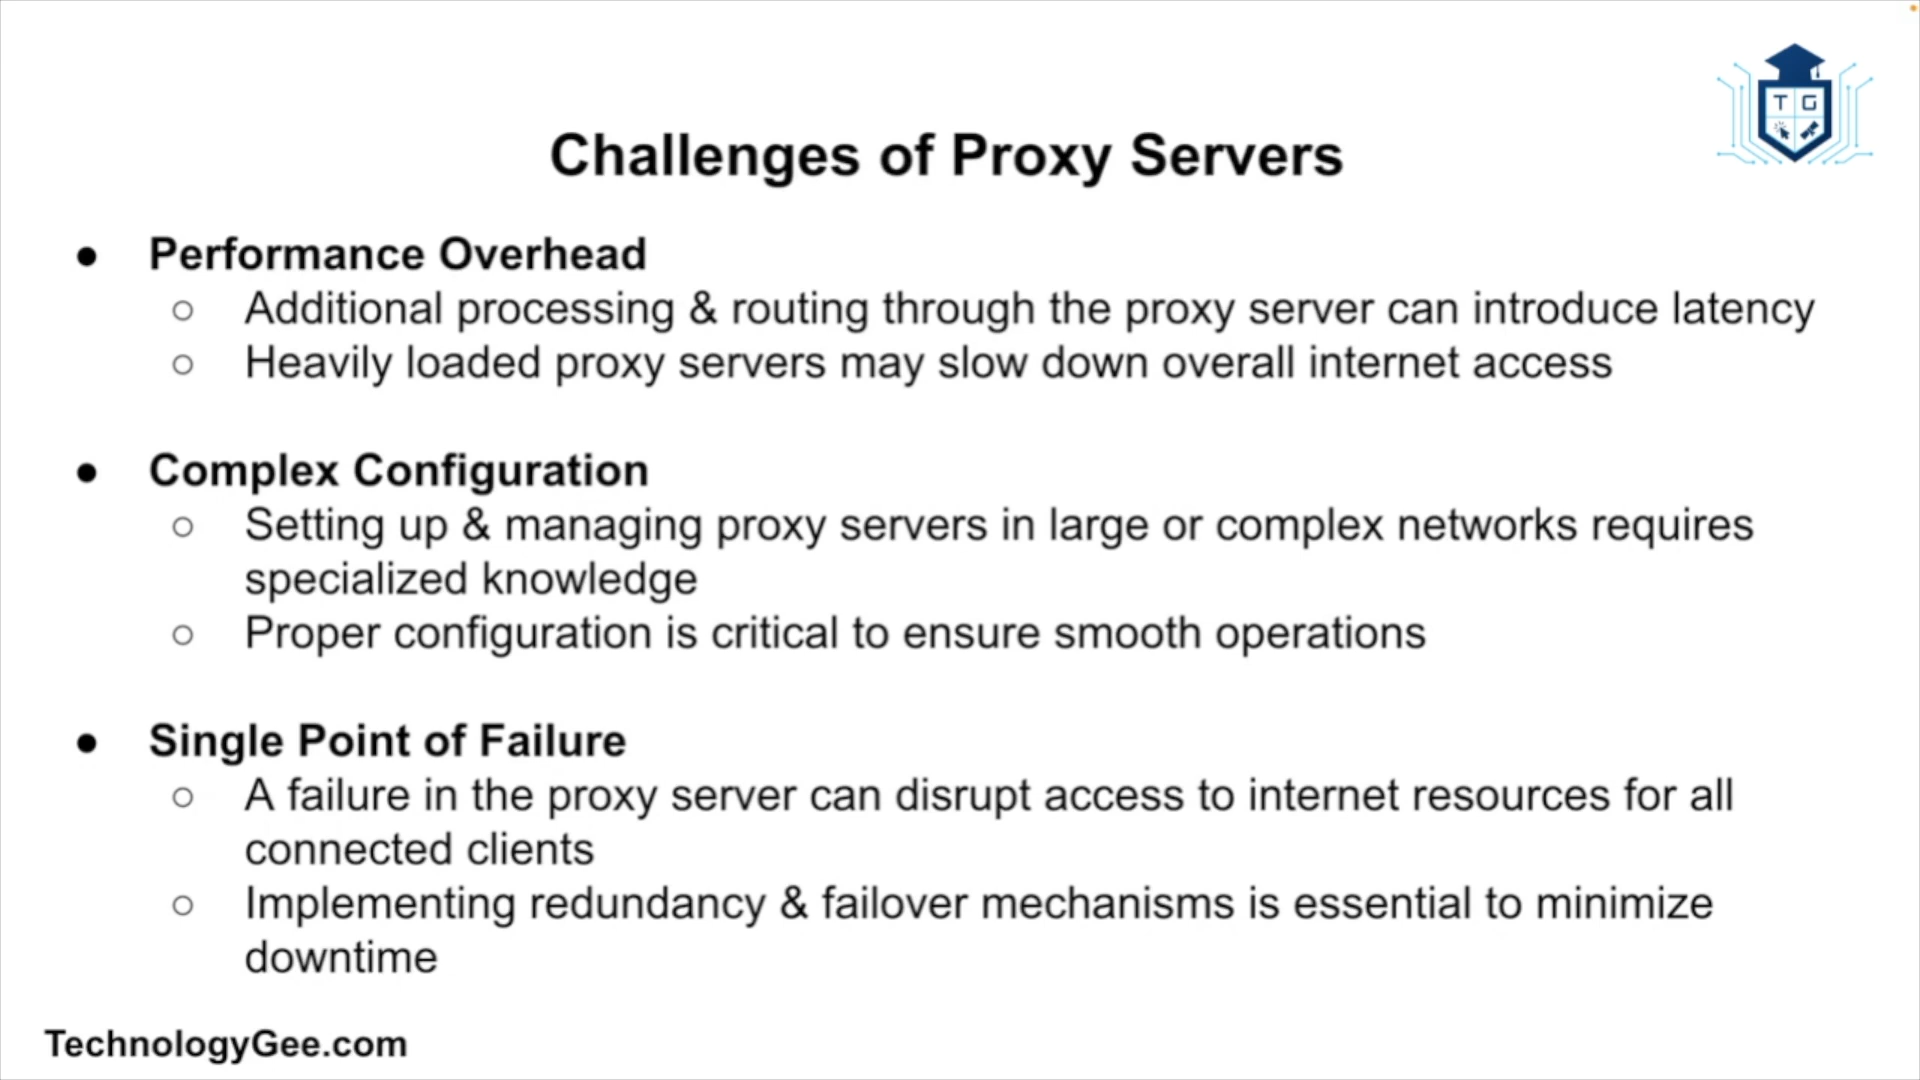 T G
Challenges of Proxy Servers
● Performance Overhead
○ Additional processing & routing through the proxy server can introduce latency
○ Heavily loaded proxy servers may slow down overall internet access
● Complex Configuration
○ Setting up & managing proxy servers in large or complex networks requires
specialized knowledge
○ Proper configuration is critical to ensure smooth operations
● Single Point of Failure
○ A failure in the proxy server can disrupt access to internet resources for all
connected clients
○ Implementing redundancy & failover mechanisms is essential to minimize
downtime
TechnologyGee.com